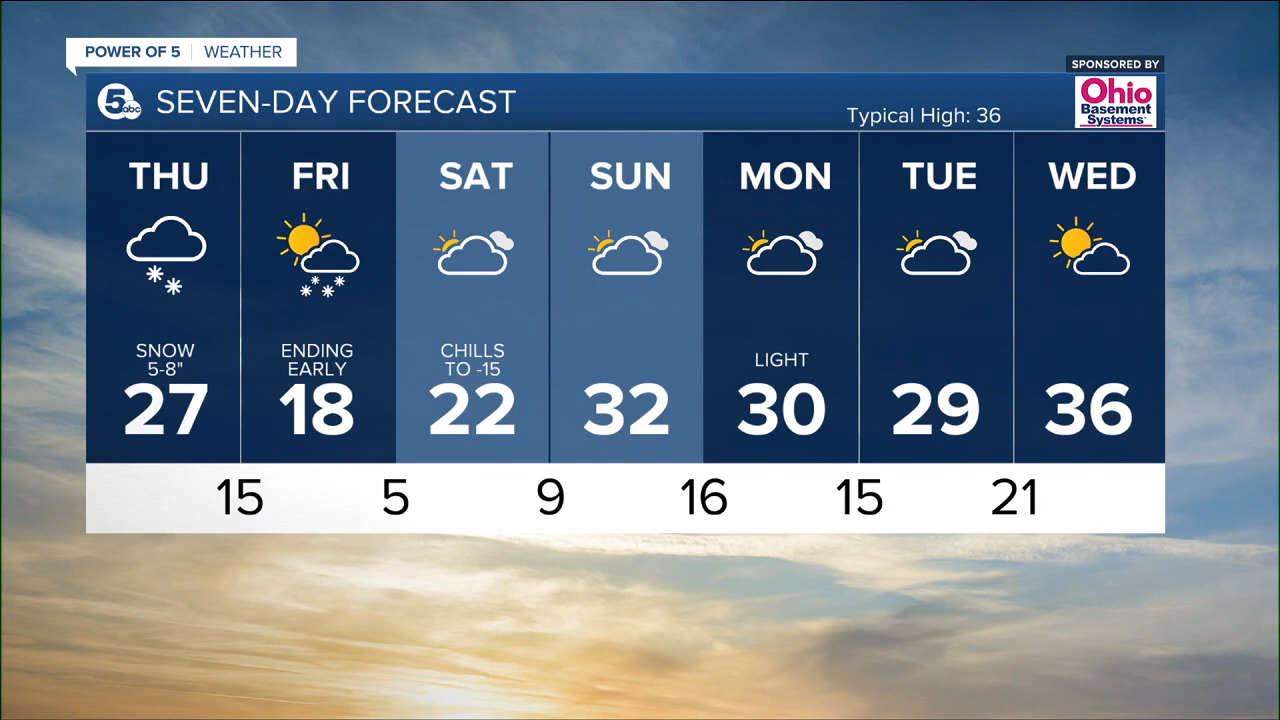 POWER OF 5 | WEATHER
SPONSORED BY
5 abc
SEVEN-DAY FORECAST
Typical High: 36
Ohio
Basement
Systems
THU
FRI
SAT
SUN
MON
TUE
WED
SNOW
5-8"
ENDING
EARLY
CHILLS
TO -15
LIGHT
27
18
22
32
30
29
36
15
5
9
16
15
21